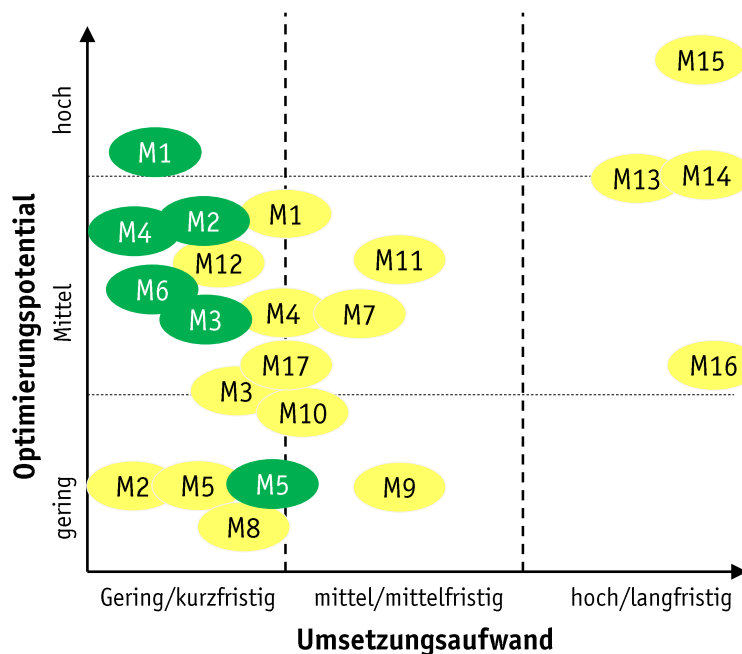 M15
hoch
M1
M13
M14
M4
M2
M1
M12
M11
M6
M3
M4
M7
Mittel
Optimierungspotential
M17
M16
M3
M10
M2
M5
M5
M9
gering
M8
Gering/kurzfristig
mittel/mittelfristig
hoch/langfristig
Umsetzungsaufwand